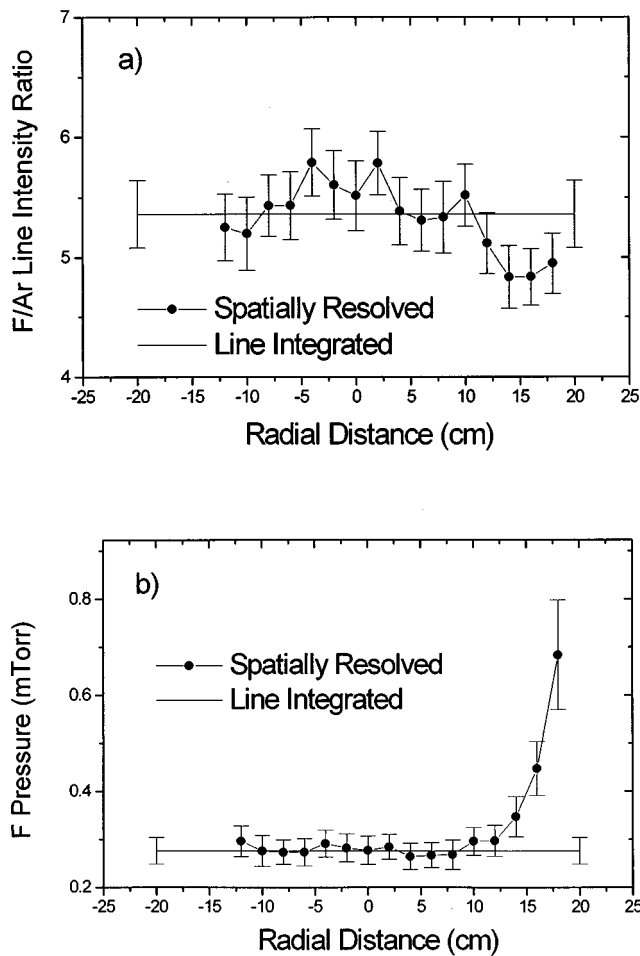 a)
F/Ar Line Intensity Ratio
7
6
5
4
Spatially Resolved
Line Integrated
-25 -20 -15 -10 -5 0 5 10 15 20 25
Radial Distance (cm)
b)
F Pressure (mTorr)
0.8
0.6
0.4
0.2
Spatially Resolved
Line Integrated
-25 -20 -15 -10 -5 0 5 10 15 20 25
Radial Distance (cm)